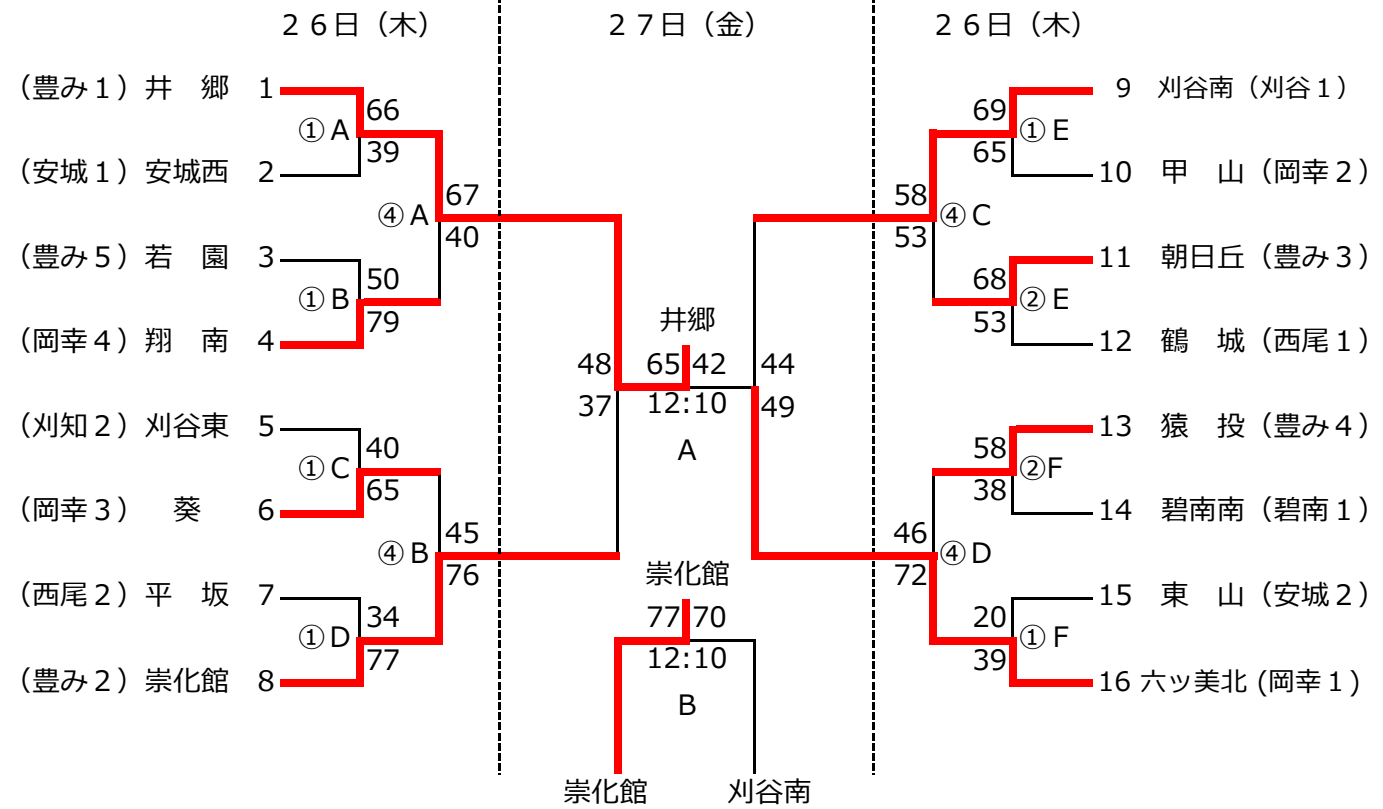 ２６日（木） ２７日（金） ２６日（木）
（豊み１）井　郷 1 9 刈谷南（刈谷１）
66 69
①A ①E
39 65
（安城１）安城西 2 10 甲　山（岡幸２）
67 58
④A ④C
40 53
（豊み５）若　園 3 11 朝日丘（豊み３）
50 68
①B ②E
79 53
井郷
（岡幸４）翔　南 4 12 鶴　城（西尾１）
48 65 42 44
37 12:10 49
（刈知２）刈谷東 5 13 猿　投（豊み４）
40 A 58
①C ②F
65 38
（岡幸３）　葵 6 14 碧南南（碧南１）
45 46
④B ④D
76 72
崇化館
（西尾２）平　坂 7 15 東　山（安城２）
34 77 70 20
①D ①F
77 12:10 39
（豊み２）崇化館 8 16 六ッ美北 (岡幸１)
B
崇化館 刈谷南